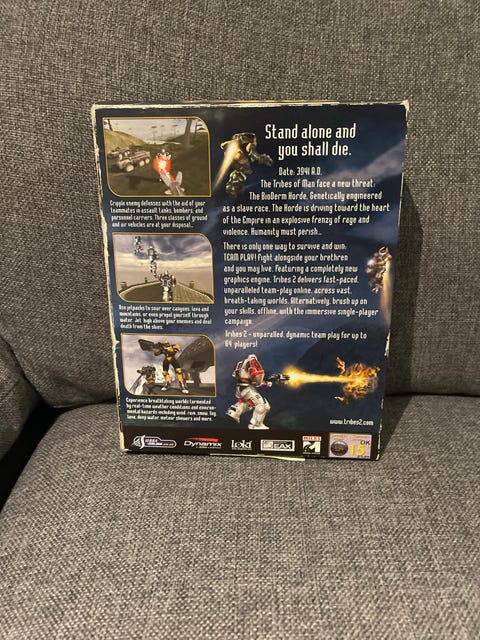 Stand alone and
you shall die.
Date: 3941 A.D.
The Tribes of Man face a new threat:
The BioDerm Horde. Genetically engineered
as a slave race. The Horde is driving toward the heart
of the Empire in an explosive frenzy of rage and
violence. Humanity must perish...
There is only one way to survive and win:
TEAM PLAY! Fight alongside your brethren
and you may live. Featuring a completely new
graphics engine. Tribes 2 delivers fast-paced,
unparalleled team-play online, across vast,
breath-taking worlds. Alternatively, brush up on
your skills, offline, with the immersive single-player
campaign.
Tribes 2 - unparalled, dynamic team play for up to
64 players!
Cripple enemy defenses with the aid of your
teammates in assault tanks, bombers, and
personnel carriers. Three classes of ground
and air vehicles are at your disposal...
Use jetpacks to soar over canyons, lava and
mountains, or even propel yourself through
water. Jet, high above your enemies and deal
death from the skies.
Experience breathtaking worlds tormented
by real-time weather conditions and environ-
mental hazards including wind, rain, snow, fog
lava, deep water, meteor showers and more.
www.tribes2.com
SIERRA
Dynamix
Loki
EAX
MILES
OK
15